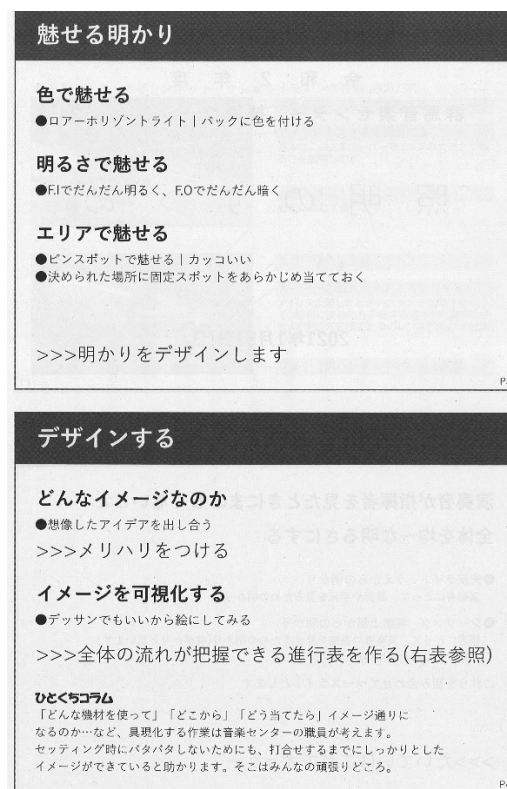 魅せる明かり
色で魅せる
●ロアーホリゾントライト|バックに色を付ける
明るさで魅せる
●F.Iでだんだん明るく、F.Oでだんだん暗く
エリアで魅せる
●ピンスポットで魅せる|カッコいい
●決められた場所に固定スポットをあらかじめ当てておく
>>>明かりをデザインします
デザインする
どんなイメージなのか
●想像したアイデアを出し合う
>>>メリハリをつける
イメージを可視化する
●デッサンでもいいから絵にしてみる
>>>全体の流れが把握できる進行表を作る(右表参照)
ひとくちコラム
「どんな機材を使って」「どこから」「どう当てたら」イメージ通りに
なるのか…など、具現化する作業は音楽センターの職員が考えます。
セッティング時にバタバタしないためにも、打合せするまでにしっかりとした
イメージができていると助かります。そこはみんなの頑張りどころ。